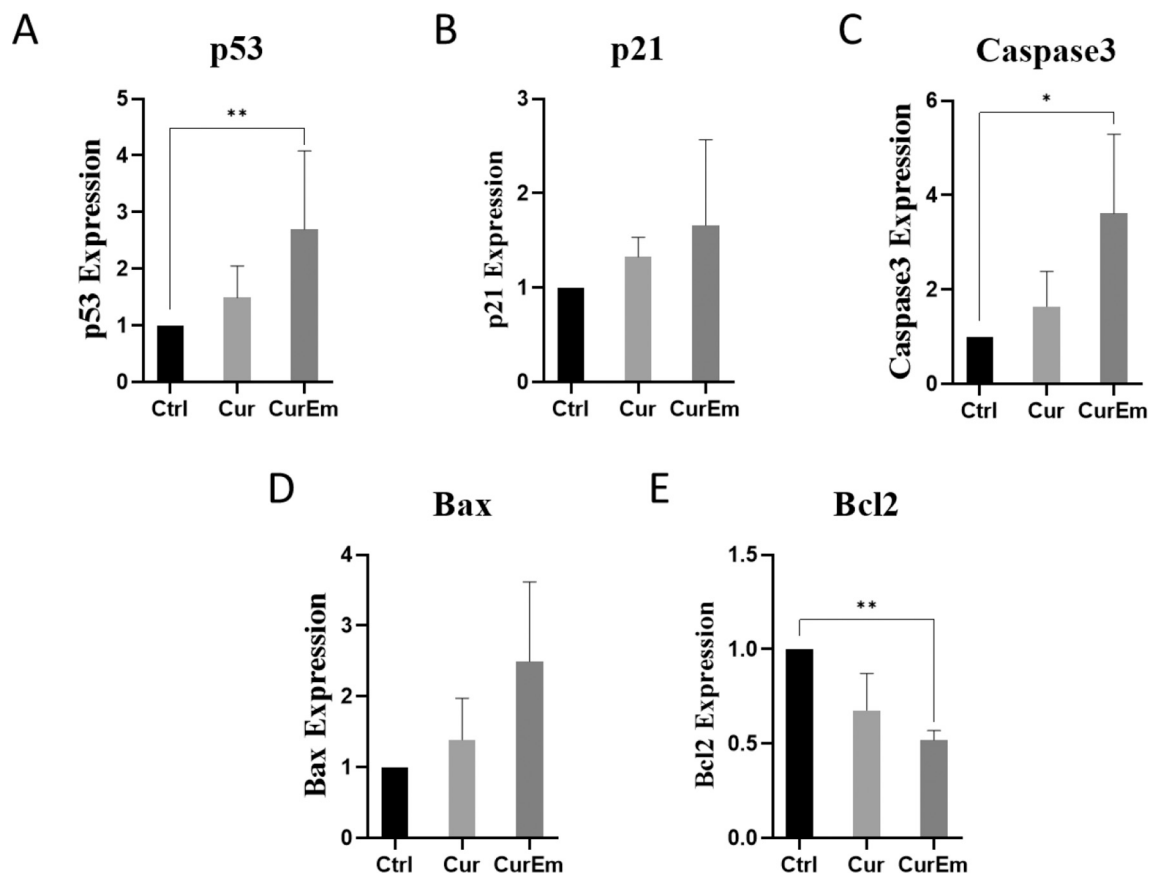 A
p53
p53 Expression
5
4
3
2
1
0
**
Ctrl Cur CurEm
B
p21
p21 Expression
3
2
1
0
Ctrl Cur CurEm
C
Caspase3
Caspase3 Expression
6
4
2
0
*
Ctrl Cur CurEm
D
Bax
Bax Expression
4
3
2
1
0
Ctrl Cur CurEm
E
Bcl2
Bcl2 Expression
1.5
1.0
0.5
0.0
**
Ctrl Cur CurEm